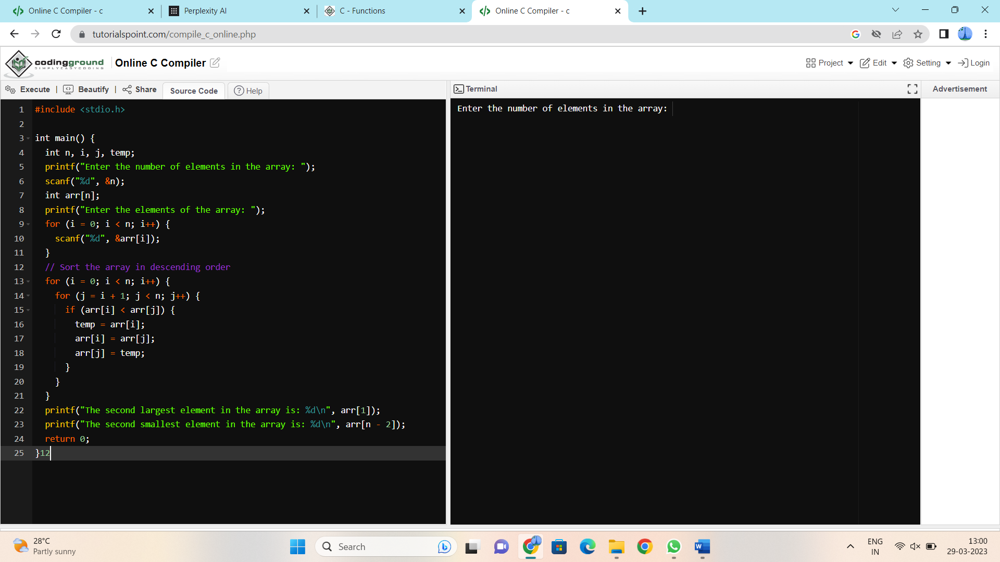 Online C Compiler - c
Perplexity AI
C - Functions
Online C Compiler - c
tutorialspoint.com/compile_c_online.php
codingground
SIMPLYEASYCODING
Online C Compiler
Project
Edit
Setting
Login
Execute | Beautify | Share
Source Code
Help
Terminal
Advertisement
1 #include <stdio.h>
2
3 int main() {
4 int n, i, j, temp;
5 printf("Enter the number of elements in the array: ");
6 scanf("%d", &n);
7 int arr[n];
8 printf("Enter the elements of the array: ");
9 for (i = 0; i < n; i++) {
10 scanf("%d", &arr[i]);
11 }
12 // Sort the array in descending order
13 for (i = 0; i < n; i++) {
14 for (j = i + 1; j < n; j++) {
15 if (arr[i] < arr[j]) {
16 temp = arr[i];
17 arr[i] = arr[j];
18 arr[j] = temp;
19 }
20 }
21 }
22 printf("The second largest element in the array is: %d\n", arr[1]);
23 printf("The second smallest element in the array is: %d\n", arr[n - 2]);
24 return 0;
25 }12
Enter the number of elements in the array:
28°C
Partly sunny
Search
ENG
IN
13:00
29-03-2023